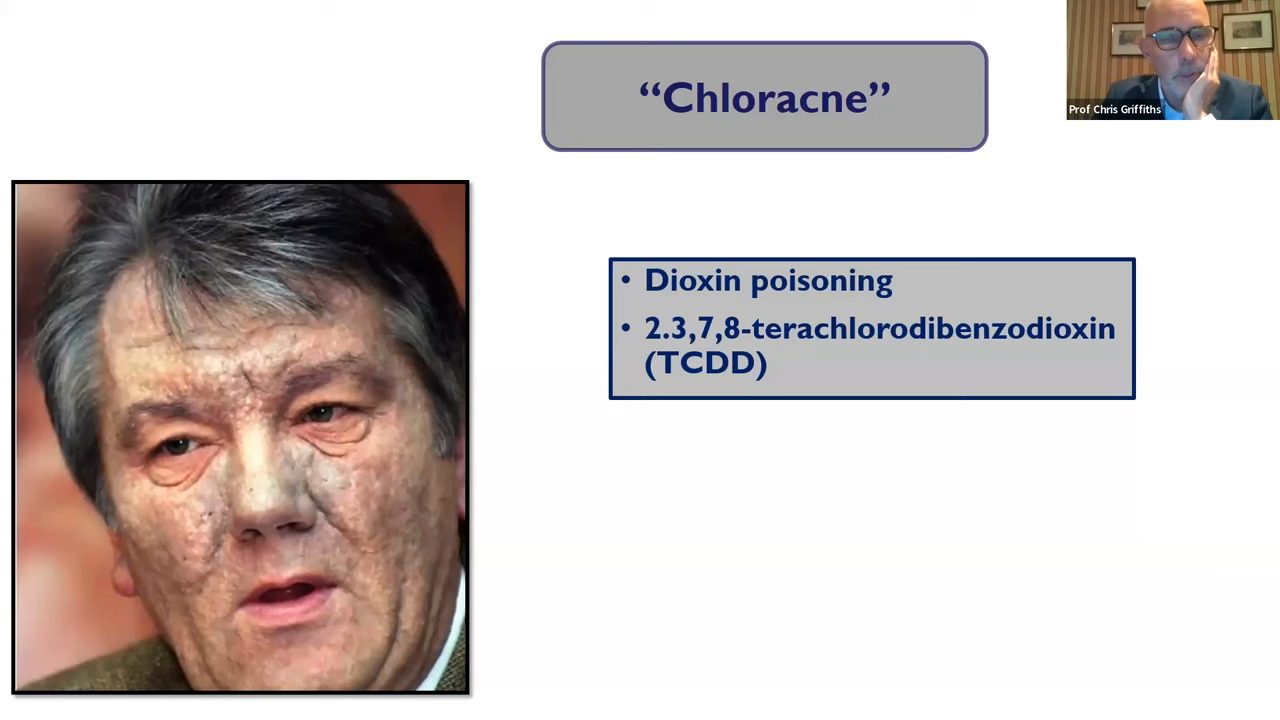 “Chloracne”
Prof Chris Griffiths
• Dioxin poisoning
• 2.3,7,8-terachlorodibenzodioxin
(TCDD)